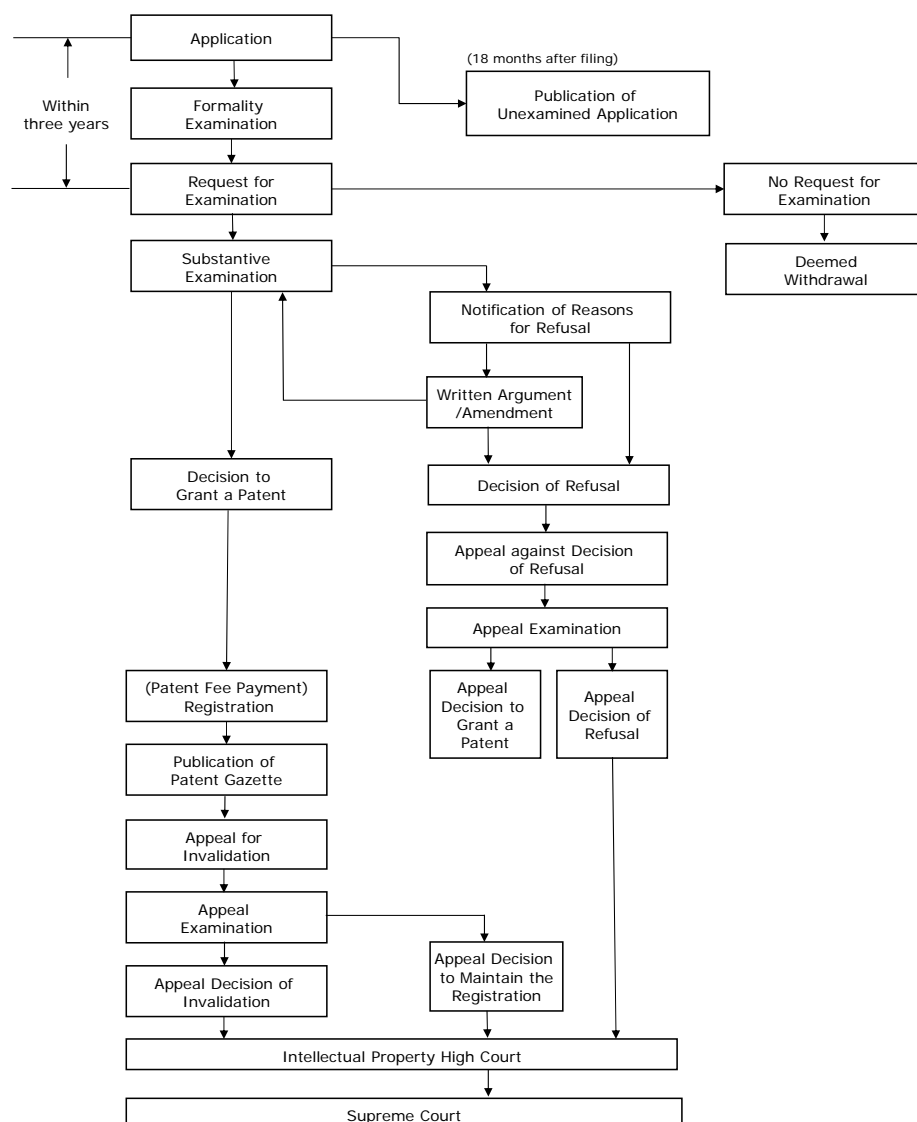 Application
(18 months after filing)
Publication of
Unexamined Application
Within
three years
Formality
Examination
Request for
Examination
No Request for
Examination
Substantive
Examination
Deemed
Withdrawal
Notification of Reasons
for Refusal
Written Argument
/Amendment
Decision to
Grant a Patent
Decision of Refusal
Appeal against Decision
of Refusal
Appeal Examination
(Patent Fee Payment)
Registration
Appeal
Decision to
Grant a
Patent
Appeal
Decision of
Refusal
Publication of
Patent Gazette
Appeal for
Invalidation
Appeal
Examination
Appeal Decision
to Maintain the
Registration
Appeal Decision of
Invalidation
Intellectual Property High Court
Supreme Court